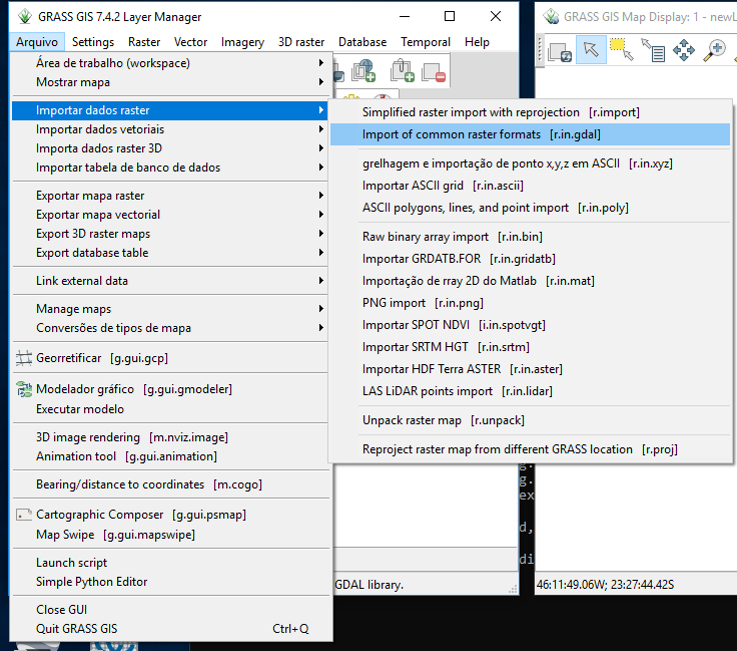 GRASS GIS 7.4.2 Layer Manager
GRASS GIS Map Display: 1 - newL
Arquivo Settings Raster Vector Imagery 3D raster Database Temporal Help
Área de trabalho (workspace)
Mostrar mapa
Importar dados raster
Importar dados vetoriais
Importa dados raster 3D
Importar tabela de banco de dados
Exportar mapa raster
Exportar mapa vectorial
Export 3D raster maps
Export database table
Link external data
Manage maps
Conversões de tipos de mapa
Georretificar [g.gui.gcp]
Modelador gráfico [g.gui.gmodeler]
Executar modelo
3D image rendering [m.nviz.image]
Animation tool [g.gui.animation]
Bearing/distance to coordinates [m.cogo]
Cartographic Composer [g.gui.psmap]
Map Swipe [g.gui.mapswipe]
Launch script
Simple Python Editor
Close GUI
Quit GRASS GIS Ctrl+Q
Simplified raster import with reprojection [r.import]
Import of common raster formats [r.in.gdal]
grelhagem e importação de ponto x,y,z em ASCII [r.in.xyz]
Importar ASCII grid [r.in.ascii]
ASCII polygons, lines, and point import [r.in.poly]
Raw binary array import [r.in.bin]
Importar GRDATB.FOR [r.in.gridatb]
Importação de rray 2D do Matlab [r.in.mat]
PNG import [r.in.png]
Importar SPOT NDVI [i.in.spotvgt]
Importar SRTM HGT [r.in.srtm]
Importar HDF Terra ASTER [r.in.aster]
LAS LiDAR points import [r.in.lidar]
Unpack raster map [r.unpack]
Reproject raster map from different GRASS location [r.proj]
g.
g.
ex
d,
di
GDAL library.
46:11:49.06W; 23:27:44.42S